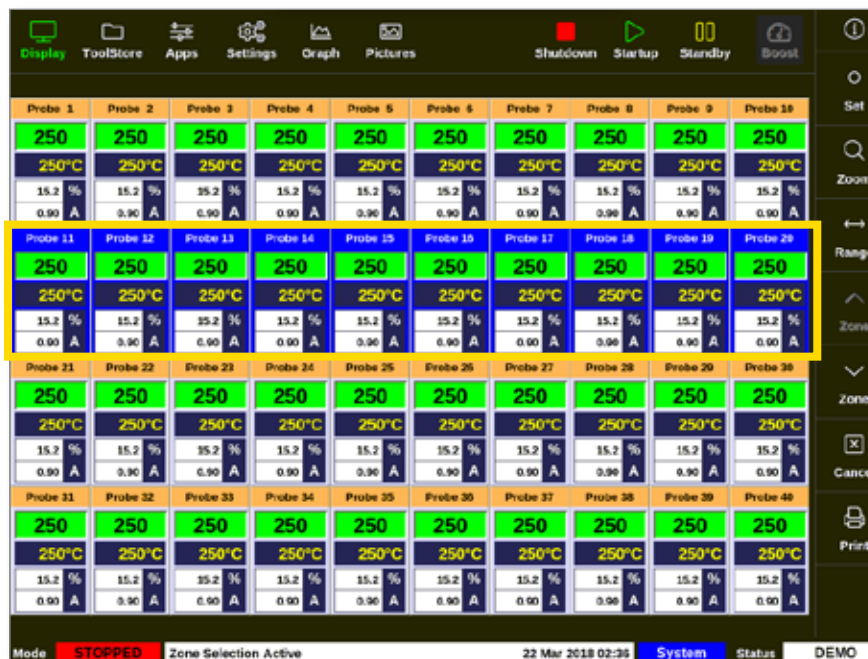 Display ToolStore Apps Settings Graph Pictures Shutdown Startup Standby Boost
Set
Zoom
Range
Zone
Zone
Cancel
Print
Probe 1 Probe 2 Probe 3 Probe 4 Probe 5 Probe 6 Probe 7 Probe 8 Probe 9 Probe 10
250 250 250 250 250 250 250 250 250 250
250°C 250°C 250°C 250°C 250°C 250°C 250°C 250°C 250°C 250°C
15.2 % 15.2 % 15.2 % 15.2 % 15.2 % 15.2 % 15.2 % 15.2 % 15.2 % 15.2 %
0.90 A 0.90 A 0.90 A 0.90 A 0.90 A 0.90 A 0.90 A 0.90 A 0.90 A 0.90 A
Probe 11 Probe 12 Probe 13 Probe 14 Probe 15 Probe 16 Probe 17 Probe 18 Probe 19 Probe 20
250 250 250 250 250 250 250 250 250 250
250°C 250°C 250°C 250°C 250°C 250°C 250°C 250°C 250°C 250°C
15.2 % 15.2 % 15.2 % 15.2 % 15.2 % 15.2 % 15.2 % 15.2 % 15.2 % 15.2 %
0.90 A 0.90 A 0.90 A 0.90 A 0.90 A 0.90 A 0.90 A 0.90 A 0.90 A 0.90 A
Probe 21 Probe 22 Probe 23 Probe 24 Probe 25 Probe 26 Probe 27 Probe 28 Probe 29 Probe 30
250 250 250 250 250 250 250 250 250 250
250°C 250°C 250°C 250°C 250°C 250°C 250°C 250°C 250°C 250°C
15.2 % 15.2 % 15.2 % 15.2 % 15.2 % 15.2 % 15.2 % 15.2 % 15.2 % 15.2 %
0.90 A 0.90 A 0.90 A 0.90 A 0.90 A 0.90 A 0.90 A 0.90 A 0.90 A 0.90 A
Probe 31 Probe 32 Probe 33 Probe 34 Probe 35 Probe 36 Probe 37 Probe 38 Probe 39 Probe 40
250 250 250 250 250 250 250 250 250 250
250°C 250°C 250°C 250°C 250°C 250°C 250°C 250°C 250°C 250°C
15.2 % 15.2 % 15.2 % 15.2 % 15.2 % 15.2 % 15.2 % 15.2 % 15.2 % 15.2 %
0.90 A 0.90 A 0.90 A 0.90 A 0.90 A 0.90 A 0.90 A 0.90 A 0.90 A 0.90 A
Mode STOPPED Zone Selection Active 22 Mar 2018 02:36 System Status DEMO